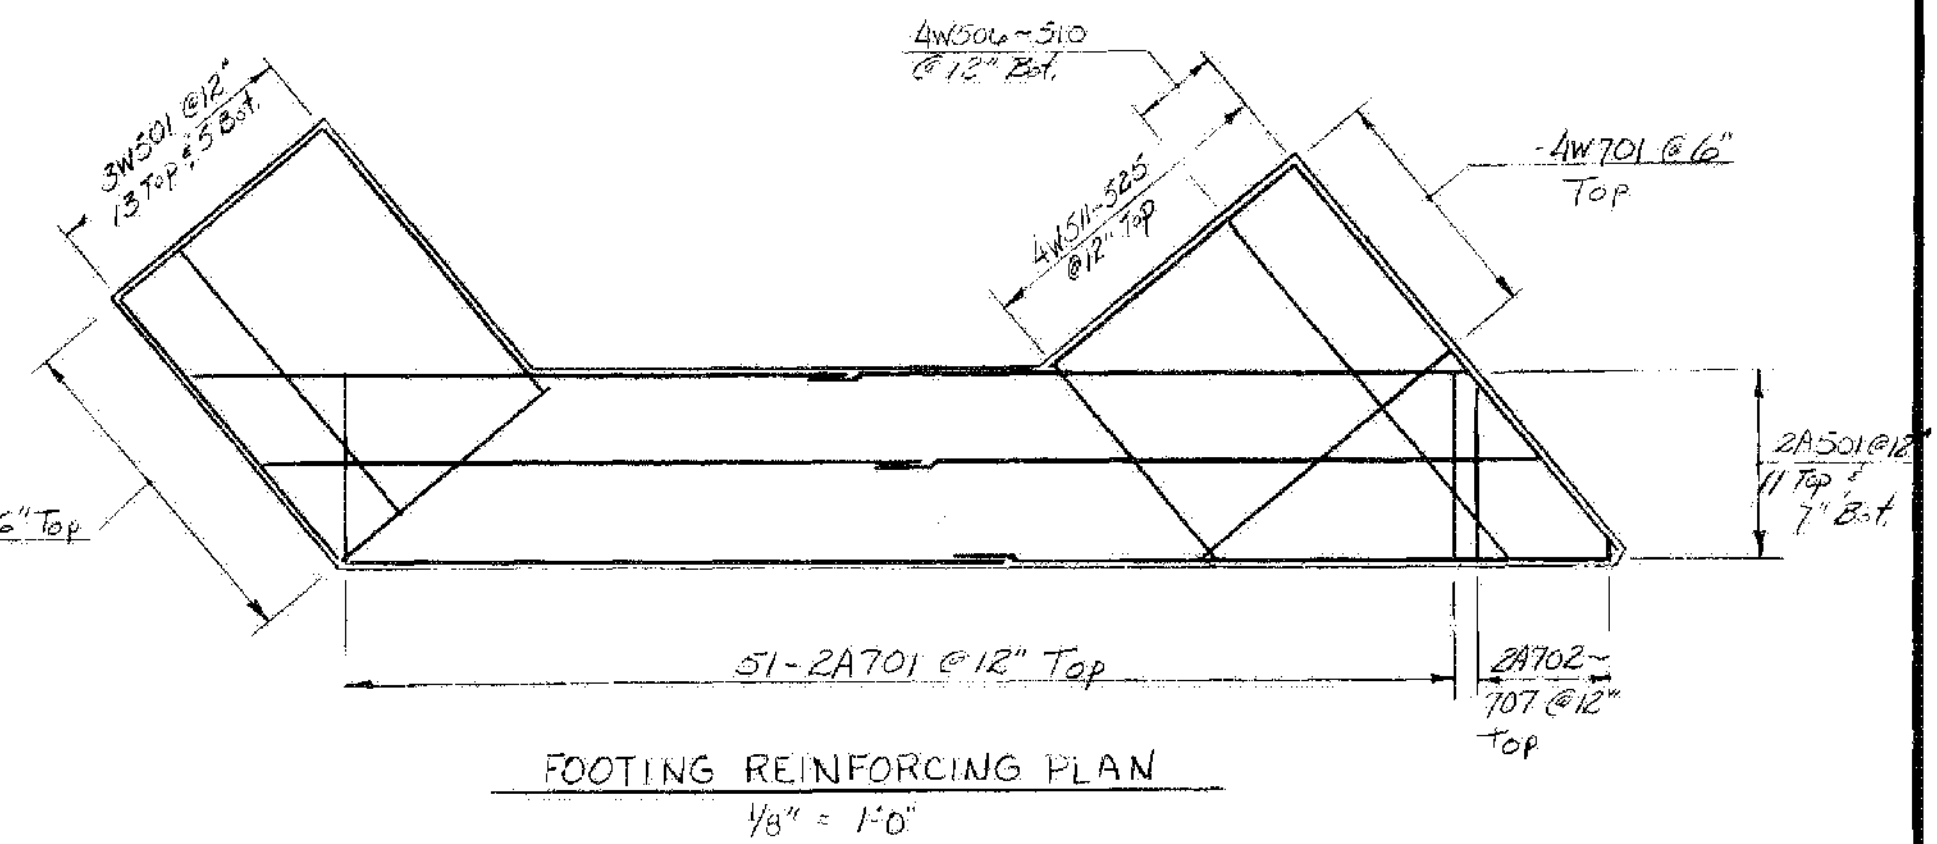 4W506~510
@ 12" Bot.
3W501 @12"
13 Top & 5 Bot.
4W511-525
@12" Top
4W701 @ 6"
Top
2A501@12
11 Top &
7" Bot.
6" Top
51-2A701 @ 12" Top
2A702~
707 @12"
Top
FOOTING REINFORCING PLAN
1/8" = 1'-0"